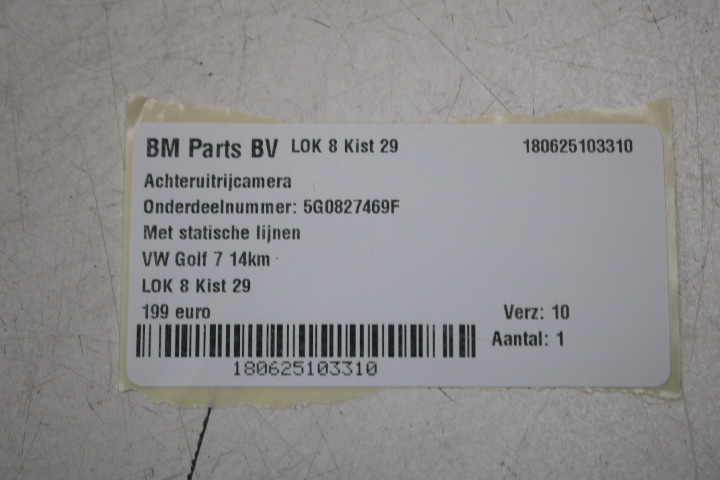 BM Parts BV LOK 8 Kist 29 180625103310
Achteruitrijcamera
Onderdeelnummer: 5G0827469F
Met statische lijnen
VW Golf 7 14km
LOK 8 Kist 29
199 euro Verz: 10
Aantal: 1
180625103310